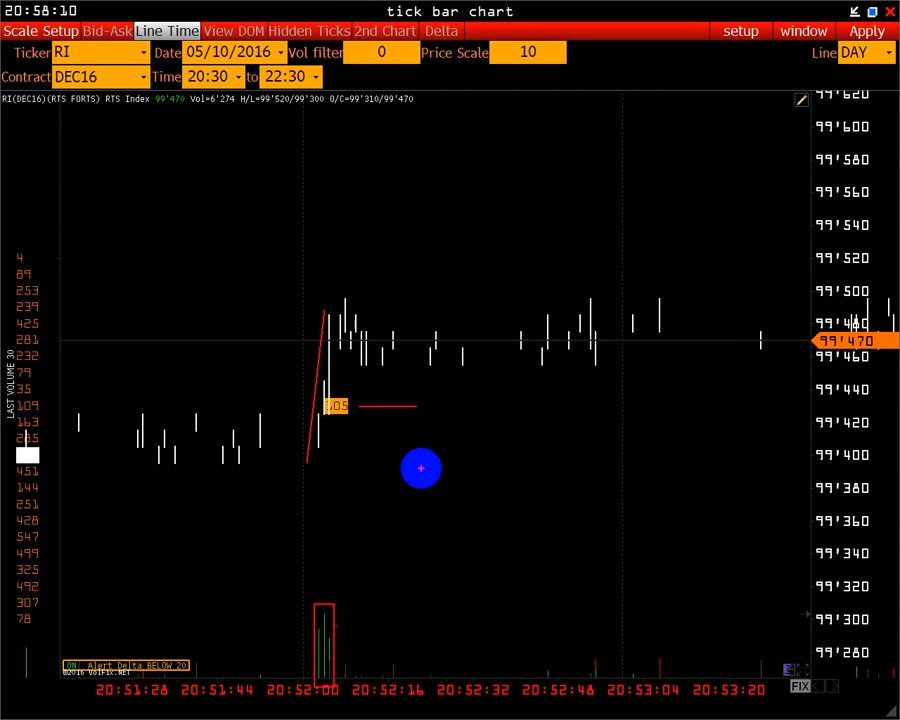 20:58:10 tick bar chart
Scale Setup Bid-Ask Line Time View DOM Hidden Ticks 2nd Chart Delta setup window Apply
Ticker RI Date 05/10/2016 Vol filter 0 Price Scale 10 Line DAY
Contract DEC16 Time 20:30 to 22:30
RI(DEC16)(RTS FORTS) RTS Index 99'470 Vol=6'274 H/L=99'520/99'300 O/C=99'310/99'470
99'620
99'600
99'580
99'560
99'540
4 99'520
89
253 99'500
239
425 99'480
281 99'470
232 99'460
79
35 99'440
109 105
163 99'420
285
99'400
451
144 99'380
251
428 99'360
547
499 99'340
325
492 99'320
307
78 99'300
99'280
LAST VOLUME 30
ON Alert Delta BELOW 20
©2016 VolFix.NET
FIX
20:51:28 20:51:44 20:52:00 20:52:16 20:52:32 20:52:48 20:53:04 20:53:20